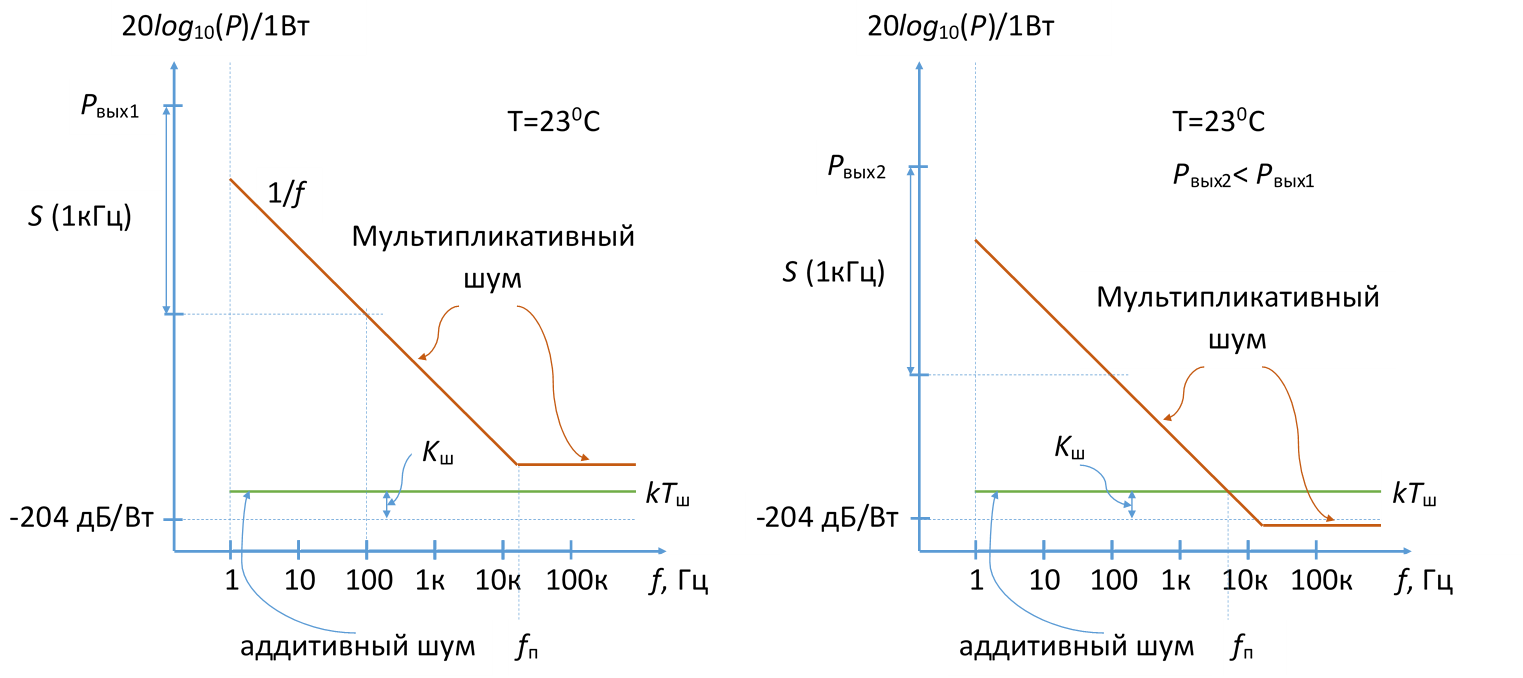 20log₁₀(P)/1Вт
Pвых1
T=23⁰C
1/f
S (1кГц)
Мультипликативный
шум
Kш
kTш
-204 дБ/Вт
1 10 100 1к 10к 100к f, Гц
аддитивный шум fп
20log₁₀(P)/1Вт
T=23⁰C
Pвых2
Pвых2< Pвых1
S (1кГц)
Мультипликативный
шум
Kш
kTш
-204 дБ/Вт
1 10 100 1к 10к 100к f, Гц
аддитивный шум fп